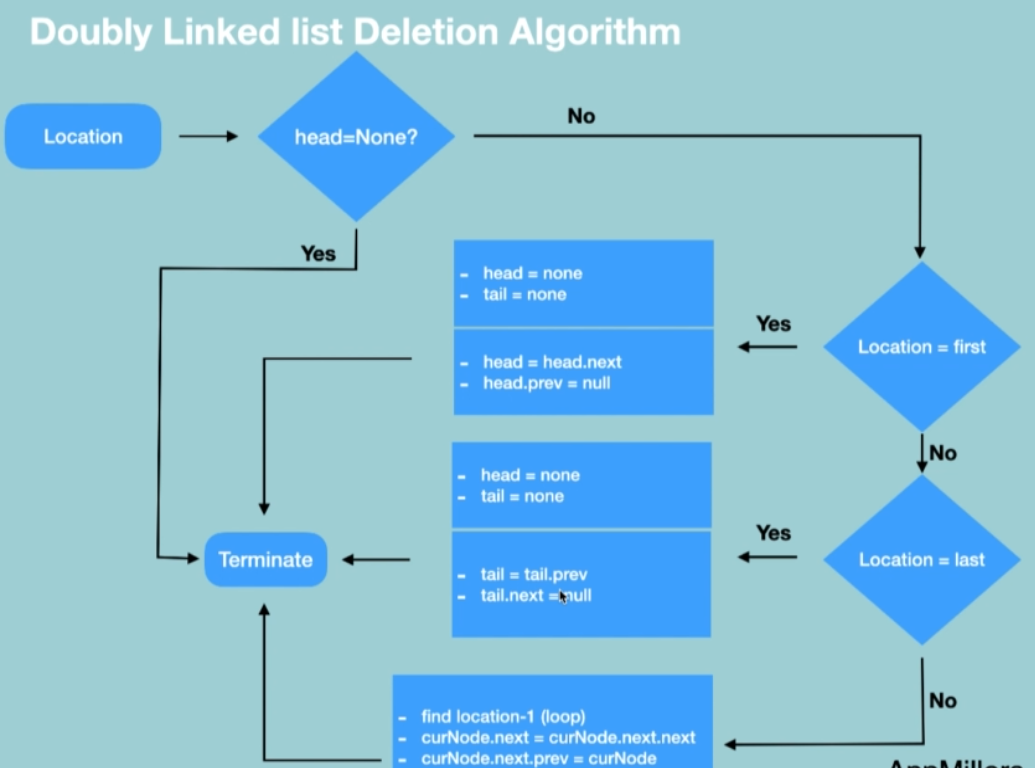 Doubly Linked list Deletion Algorithm
No
Location
head=None?
Yes
- head = none
- tail = none
Yes
Location = first
- head = head.next
- head.prev = null
No
- head = none
- tail = none
Yes
Location = last
Terminate
- tail = tail.prev
- tail.next = null
No
- find location-1 (loop)
- curNode.next = curNode.next.next
- curNode.next.prev = curNode